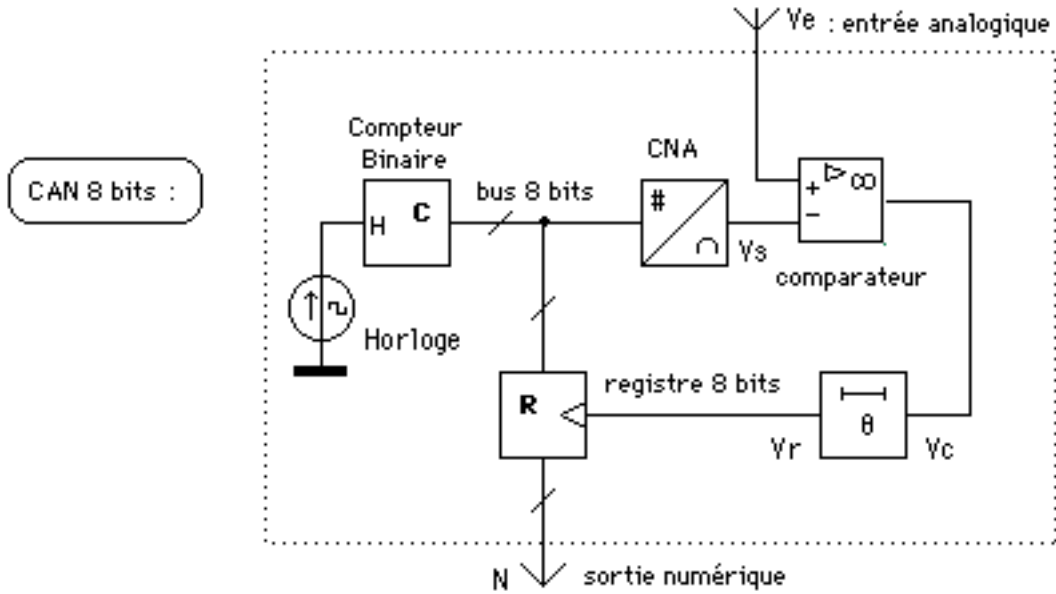 Ve : entrée analogique
Compteur
Binaire
CNA
CAN 8 bits :
bus 8 bits
H
C
#
+
∞
-
Vs
comparateur
Horloge
registre 8 bits
R
θ
Vr
Vc
N
sortie numérique